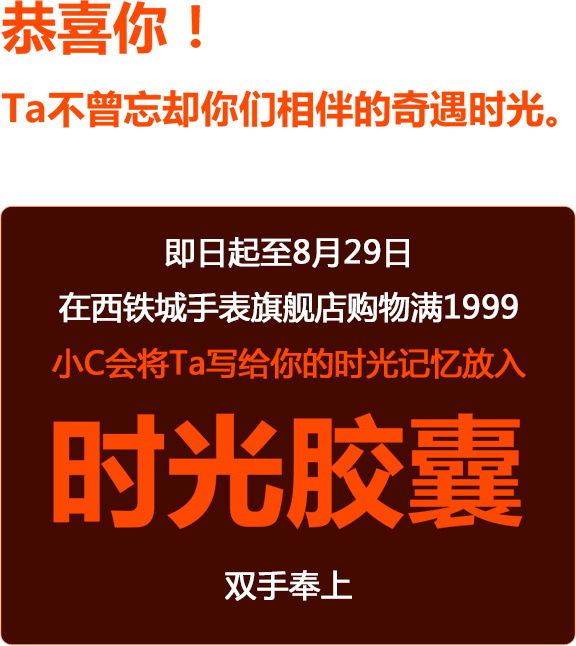 恭喜你！
Ta不曾忘却你们相伴的奇遇时光。
即日起至8月29日
在西铁城手表旗舰店购物满1999
小C会将Ta写给你的时光记忆放入
时光胶囊
双手奉上